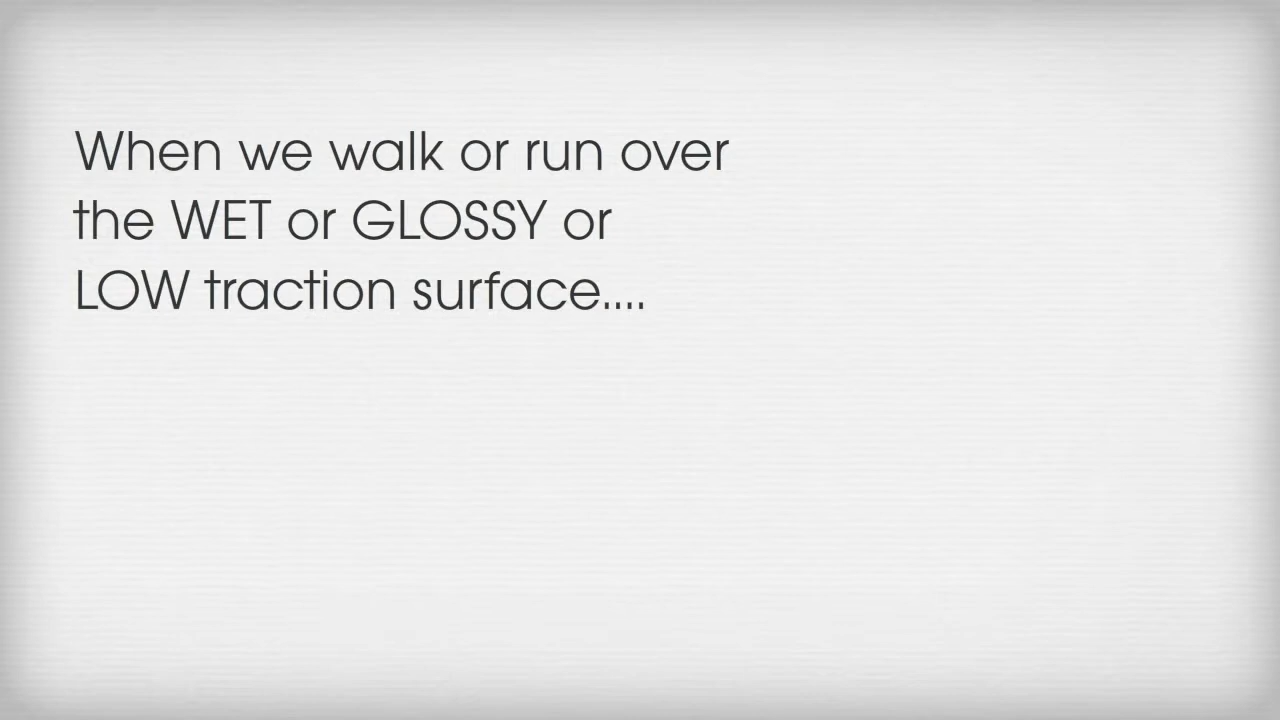 When we walk or run over
the WET or GLOSSY or
LOW traction surface....